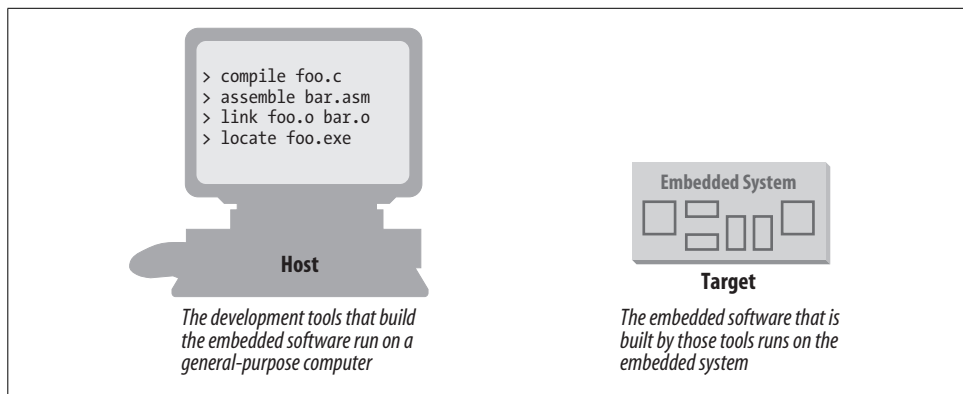 > compile foo.c
> assemble bar.asm
> link foo.o bar.o
> locate foo.exe
Host
The development tools that build
the embedded software run on a
general-purpose computer
Embedded System
Target
The embedded software that is
built by those tools runs on the
embedded system